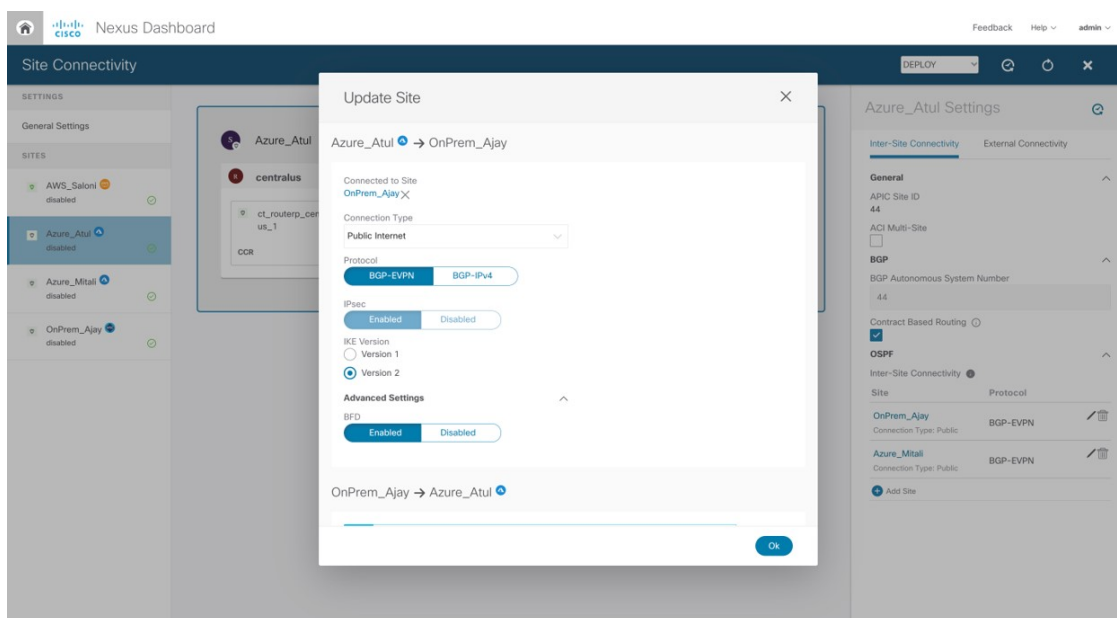 cisco Nexus Dashboard
Feedback Help admin
Site Connectivity
DEPLOY
SETTINGS
General Settings
SITES
AWS_Saloni
disabled
Azure_Atul
disabled
Azure_Mitali
disabled
OnPrem_Ajay
disabled
Azure_Atul
centralus
ct_routerp_cen
us_1
CCR
Update Site
Azure_Atul → OnPrem_Ajay
Connected to Site
OnPrem_Ajay
Connection Type
Public Internet
Protocol
BGP-EVPN BGP-IPv4
IPsec
Enabled Disabled
IKE Version
Version 1
Version 2
Advanced Settings
BFD
Enabled Disabled
OnPrem_Ajay → Azure_Atul
Ok
Azure_Atul Settings
Inter-Site Connectivity External Connectivity
General
APIC Site ID
44
ACI Multi-Site
BGP
BGP Autonomous System Number
44
Contract Based Routing
OSPF
Inter-Site Connectivity
Site Protocol
OnPrem_Ajay
Connection Type: Public
BGP-EVPN
Azure_Mitali
Connection Type: Public
BGP-EVPN
Add Site